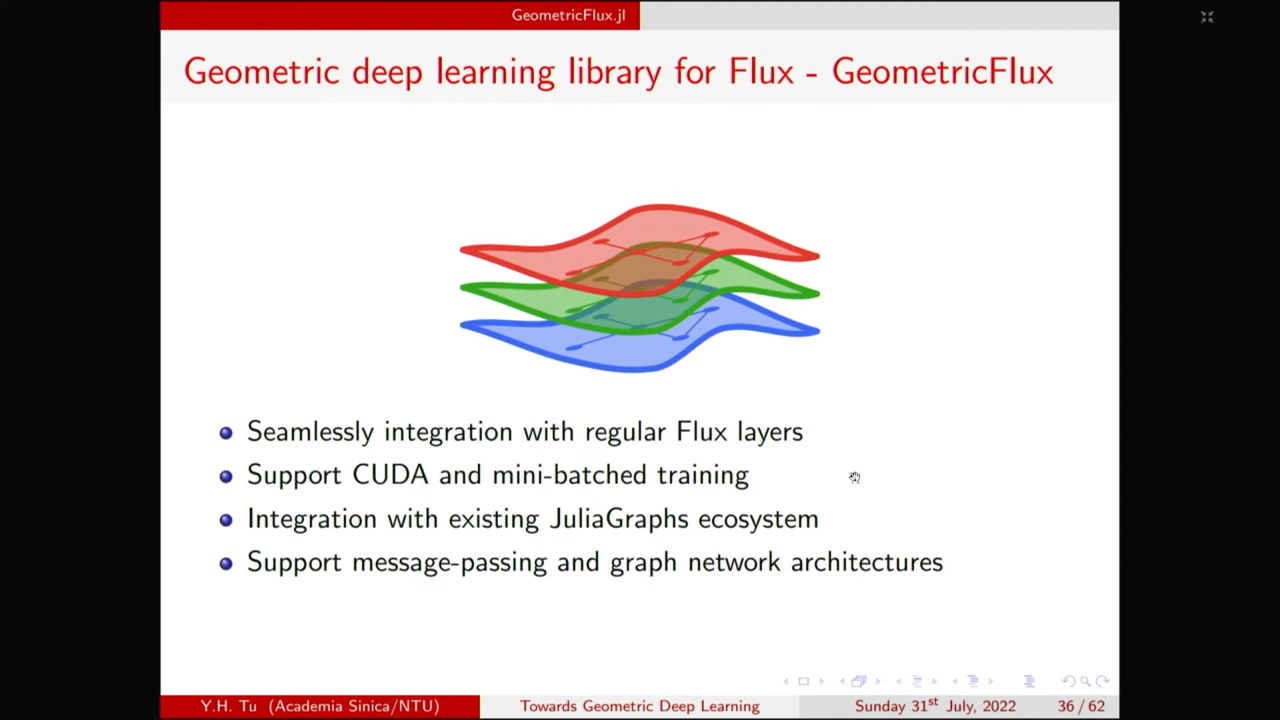 GeometricFlux.jl
Geometric deep learning library for Flux - GeometricFlux
Seamlessly integration with regular Flux layers
Support CUDA and mini-batched training
Integration with existing JuliaGraphs ecosystem
Support message-passing and graph network architectures
Y.H. Tu (Academia Sinica/NTU) Towards Geometric Deep Learning Sunday 31st July, 2022 36 / 62